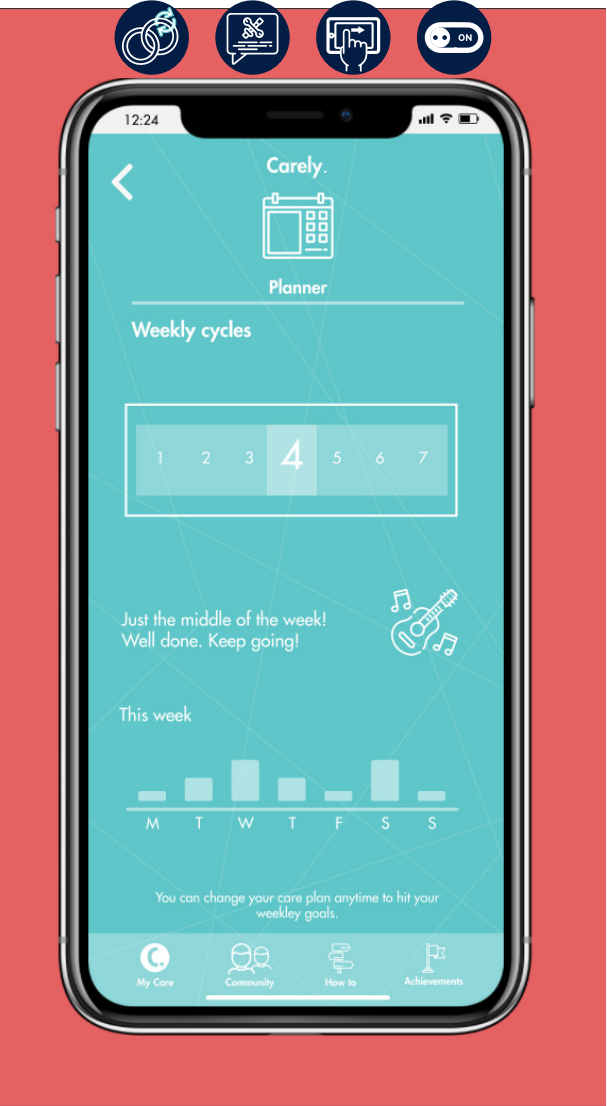 ON
12:24
Carely.
Planner
Weekly cycles
1 2 3 4 5 6 7
Just the middle of the week!
Well done. Keep going!
This week
M T W T F S S
You can change your care plan anytime to hit your
weekley goals.
C.
My Care Community How to Achievements